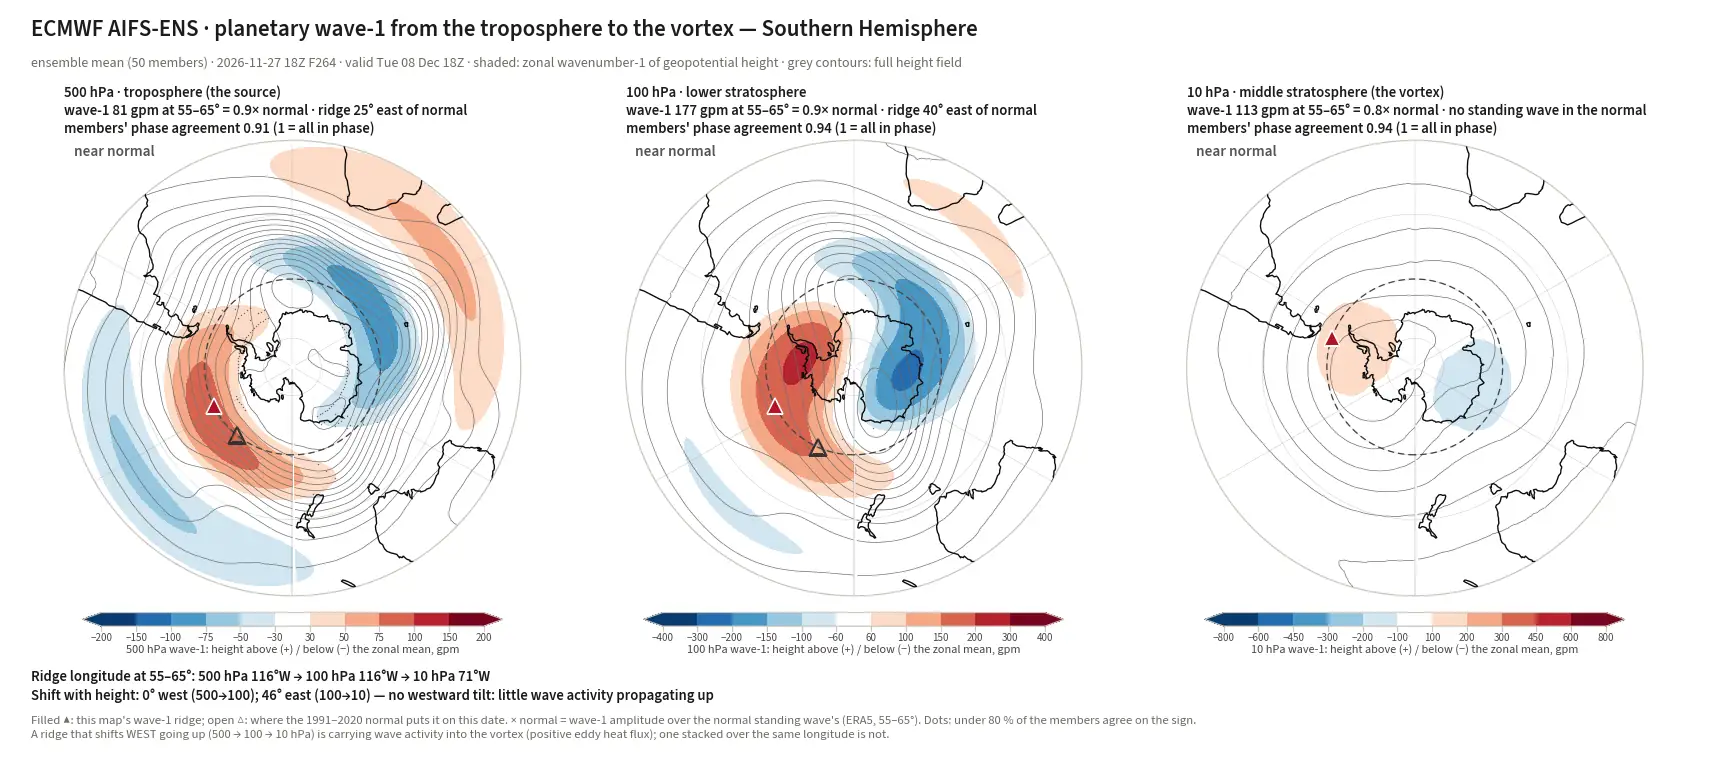 ECMWF AIFS-ENS · planetary wave-1 from the troposphere to the vortex — Southern Hemisphere
ensemble mean (50 members) · 2026-11-27 18Z F264 · valid Tue 08 Dec 18Z · shaded: zonal wavenumber-1 of geopotential height · grey contours: full height field
500 hPa · troposphere (the source)
wave-1 81 gpm at 55–65° = 0.9× normal · ridge 25° east of normal
members' phase agreement 0.91 (1 = all in phase)
near normal
100 hPa · lower stratosphere
wave-1 177 gpm at 55–65° = 0.9× normal · ridge 40° east of normal
members' phase agreement 0.94 (1 = all in phase)
near normal
10 hPa · middle stratosphere (the vortex)
wave-1 113 gpm at 55–65° = 0.8× normal · no standing wave in the normal
members' phase agreement 0.94 (1 = all in phase)
near normal
−200 −150 −100 −75 −50 −30 30 50 75 100 150 200
500 hPa wave-1: height above (+) / below (−) the zonal mean, gpm
−400 −300 −200 −150 −100 −60 60 100 150 200 300 400
100 hPa wave-1: height above (+) / below (−) the zonal mean, gpm
−800 −600 −450 −300 −200 −100 100 200 300 450 600 800
10 hPa wave-1: height above (+) / below (−) the zonal mean, gpm
Ridge longitude at 55–65°: 500 hPa 116°W → 100 hPa 116°W → 10 hPa 71°W
Shift with height: 0° west (500→100); 46° east (100→10) — no westward tilt: little wave activity propagating up
Filled ▲: this map's wave-1 ridge; open △: where the 1991–2020 normal puts it on this date. × normal = wave-1 amplitude over the normal standing wave's (ERA5, 55–65°). Dots: under 80 % of the members agree on the sign.
A ridge that shifts WEST going up (500 → 100 → 10 hPa) is carrying wave activity into the vortex (positive eddy heat flux); one stacked over the same longitude is not.